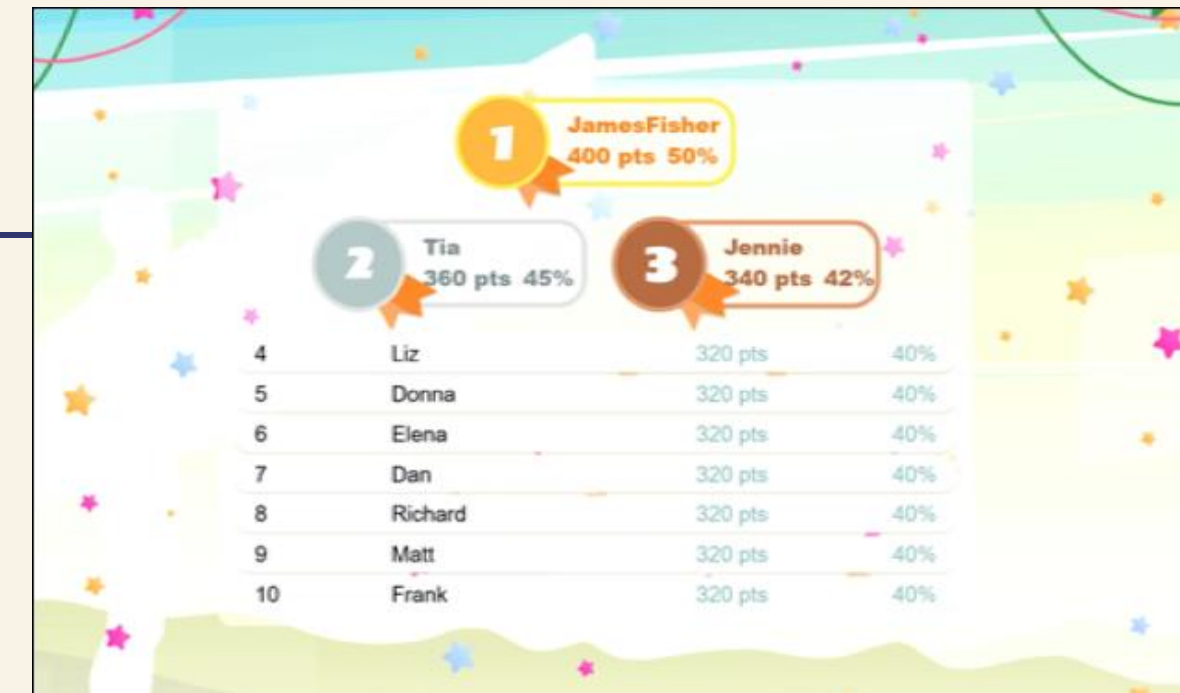 1
JamesFisher
400 pts 50%
2
Tia
360 pts 45%
3
Jennie
340 pts 42%
4 Liz 320 pts 40%
5 Donna 320 pts 40%
6 Elena 320 pts 40%
7 Dan 320 pts 40%
8 Richard 320 pts 40%
9 Matt 320 pts 40%
10 Frank 320 pts 40%